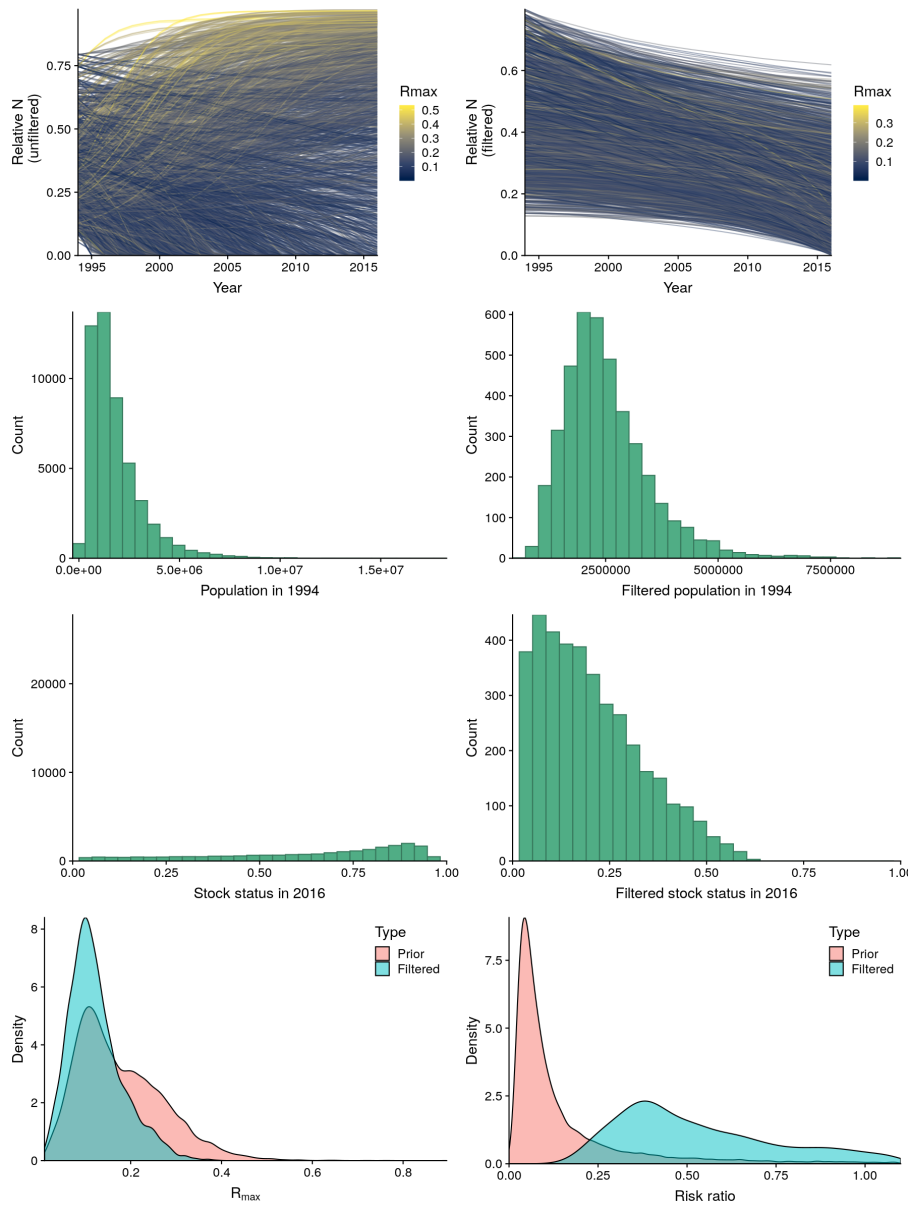 Relative N
(unfiltered)
0.75
0.50
0.25
0.00
1995 2000 2005 2010 2015
Year
Rmax
0.5
0.4
0.3
0.2
0.1
Relative N
(filtered)
0.6
0.4
0.2
0.0
1995 2000 2005 2010 2015
Year
Rmax
0.3
0.2
0.1
Count
10000
5000
0
0.0e+00 5.0e+06 1.0e+07 1.5e+07
Population in 1994
Count
600
500
400
300
200
100
0
2500000 5000000 7500000
Filtered population in 1994
Count
20000
10000
0
0.00 0.25 0.50 0.75 1.00
Stock status in 2016
Count
400
300
200
100
0
0.00 0.25 0.50 0.75 1.00
Filtered stock status in 2016
Density
8
6
4
2
0
0.2 0.4 0.6 0.8
Rmax
Type
Prior
Filtered
Density
7.5
5.0
2.5
0.0
0.00 0.25 0.50 0.75 1.00
Risk ratio
Type
Prior
Filtered